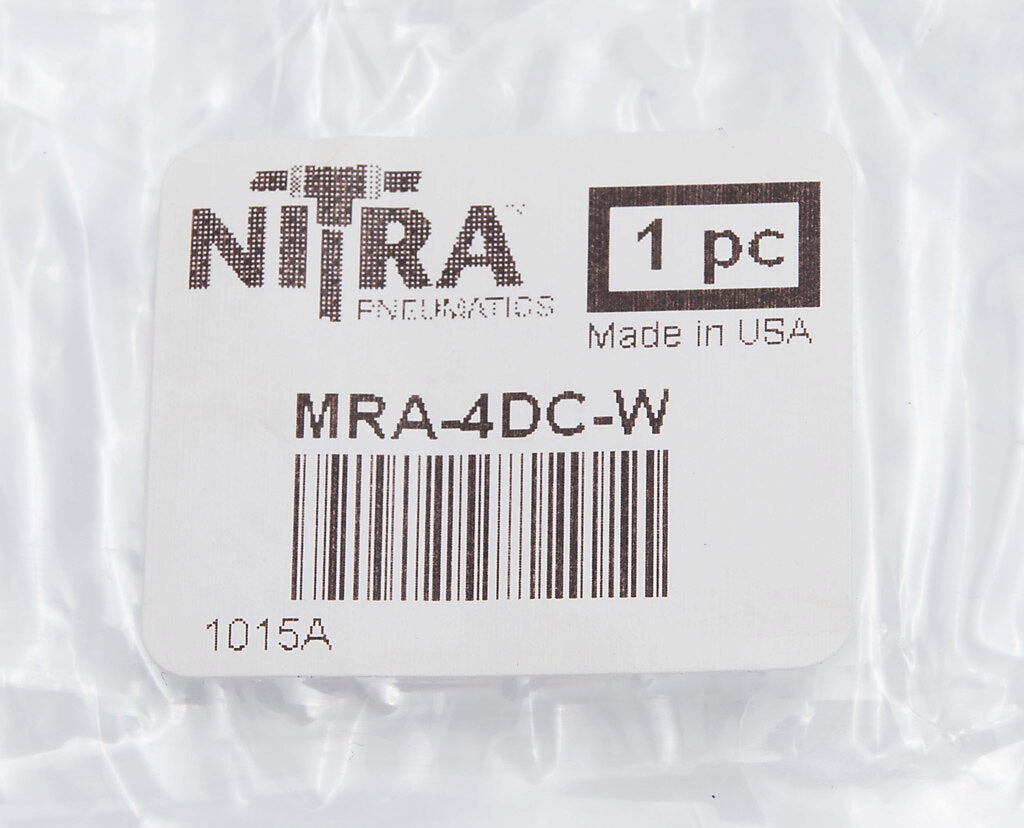 NITRA™
PNEUMATICS
1 pc
Made in USA
MRA-4DC-W
1015A